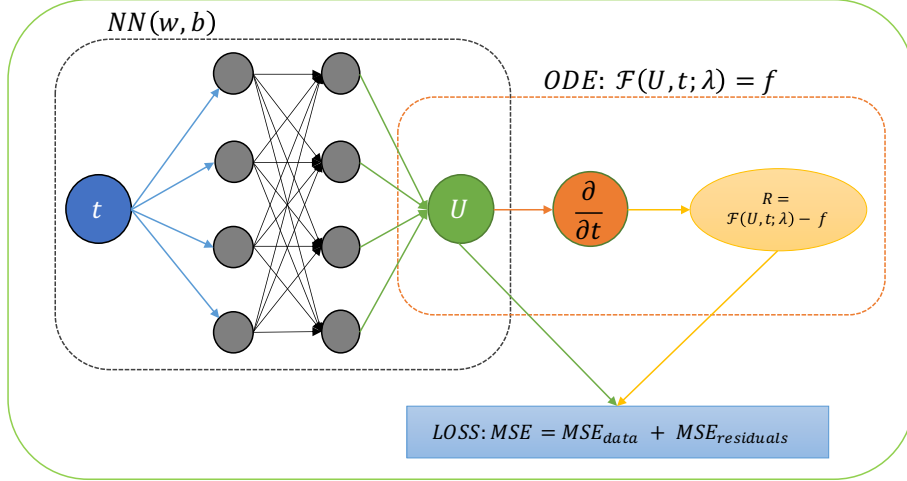 NN(w, b)
ODE: ℱ(U, t; λ) = f
t
U
∂
∂t
R =
ℱ(U, t; λ) − f
LOSS: MSE = MSE_data + MSE_residuals